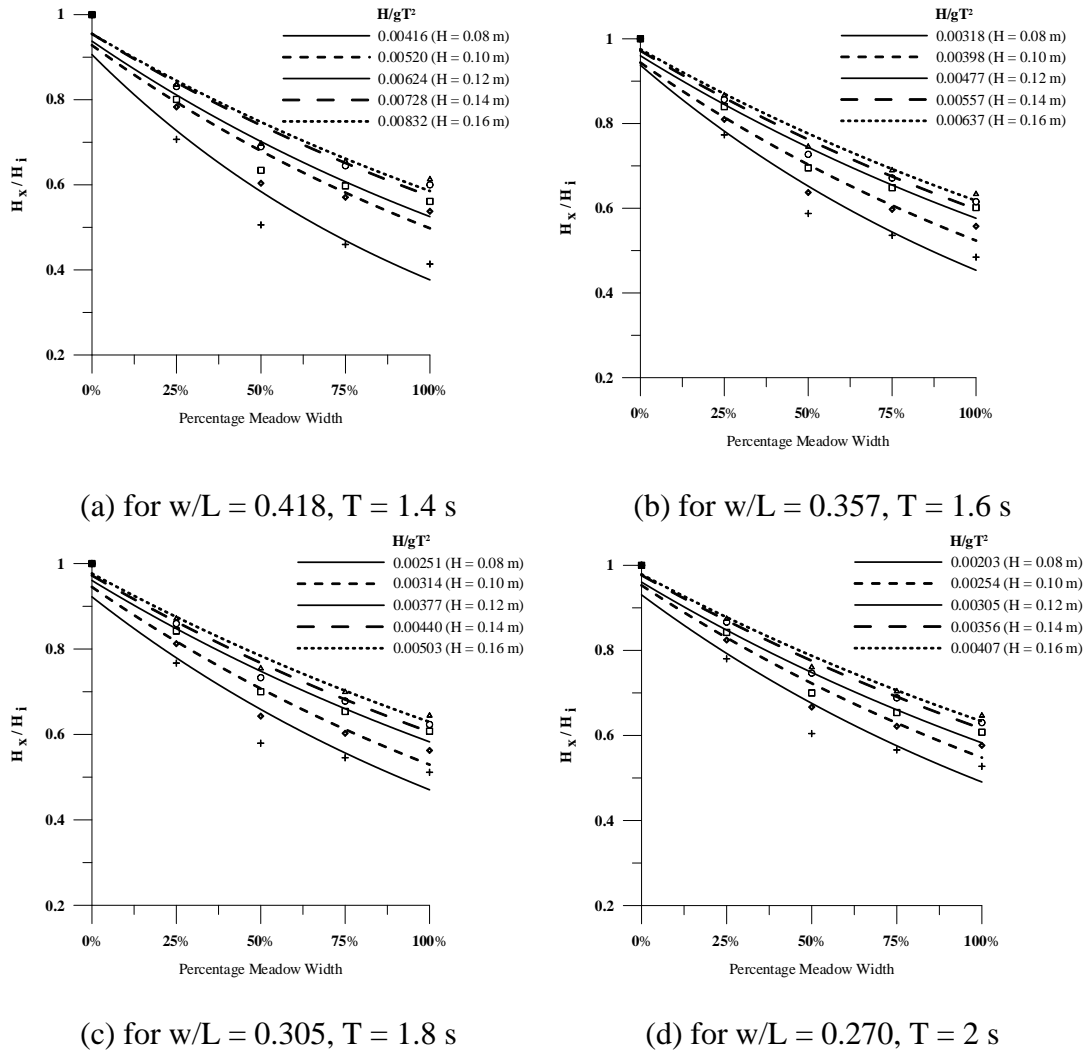 H/gT²
0.00416 (H = 0.08 m)
0.00520 (H = 0.10 m)
0.00624 (H = 0.12 m)
0.00728 (H = 0.14 m)
0.00832 (H = 0.16 m)
1
0.8
0.6
0.4
0.2
H x / H i
0% 25% 50% 75% 100%
Percentage Meadow Width
(a) for w/L = 0.418, T = 1.4 s
H/gT²
0.00318 (H = 0.08 m)
0.00398 (H = 0.10 m)
0.00477 (H = 0.12 m)
0.00557 (H = 0.14 m)
0.00637 (H = 0.16 m)
1
0.8
0.6
0.4
0.2
H x / H i
0% 25% 50% 75% 100%
Percentage Meadow Width
(b) for w/L = 0.357, T = 1.6 s
H/gT²
0.00251 (H = 0.08 m)
0.00314 (H = 0.10 m)
0.00377 (H = 0.12 m)
0.00440 (H = 0.14 m)
0.00503 (H = 0.16 m)
1
0.8
0.6
0.4
0.2
H x / H i
0% 25% 50% 75% 100%
Percentage Meadow Width
(c) for w/L = 0.305, T = 1.8 s
H/gT²
0.00203 (H = 0.08 m)
0.00254 (H = 0.10 m)
0.00305 (H = 0.12 m)
0.00356 (H = 0.14 m)
0.00407 (H = 0.16 m)
1
0.8
0.6
0.4
0.2
H x / H i
0% 25% 50% 75% 100%
Percentage Meadow Width
(d) for w/L = 0.270, T = 2 s